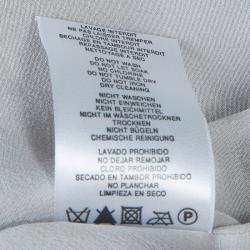 LAVAGE INTERDIT
NE PAS LAISSER TREMPER
CHLORE INTERDIT
SECHAGE EN TAMBOUR INTERDIT
REPASSAGE INTERDIT
NETTOYAGE A SEC
DO NOT WASH
DO NOT LET SOAK
NO CHLORINE
DO NOT TUMBLE DRY
DO NOT IRON
DRY CLEANING
NICHT WASCHEN
NICHT EINWEICHEN
KEIN BLEICHMITTEL
NICHT IM WÄSCHETROCKNER
TROCKNEN
NICHT BÜGELN
CHEMISCHE REINIGUNG
LAVADO PROHIBIDO
NO DEJAR REMOJAR
CLORO PROHIBIDO
SECADO EN TAMBOR PROHIBIDO
NO PLANCHAR
LIMPIEZA EN SECO
P